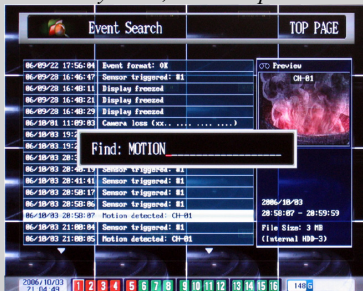 Event Search
TOP PAGE
06/09/22 17:56:04 Event format: OK
06/09/28 16:46:47 Sensor triggered: #1
06/09/28 16:48:11 Display freezed
06/09/28 16:48:21 Display freezed
06/09/28 16:48:29 Display freezed
06/10/01 11:09:03 Camera loss (xx.. .... .... ....)
06/10/03 19:2
06/10/03 19:2
06/10/03 20:3
Find: MOTION
06/10/03 20:40:19 Sensor triggered: #1
06/10/03 20:41:41 Sensor triggered: #1
06/10/03 20:50:17 Sensor triggered: #1
06/10/03 20:58:06 Sensor triggered: #1
06/10/03 20:58:07 Motion detected: CH-01
06/10/03 21:00:04 Sensor triggered: #1
06/10/03 21:00:05 Motion detected: CH-01
Preview
CH-01
2006/10/03
20:58:07 - 20:59:59
File Size: 3 MB
(Internal HDD-3)
2006/10/03
21 04 49
1 2 3 4 5 6 7 8 9 10 11 12 13 14 15 16
148G